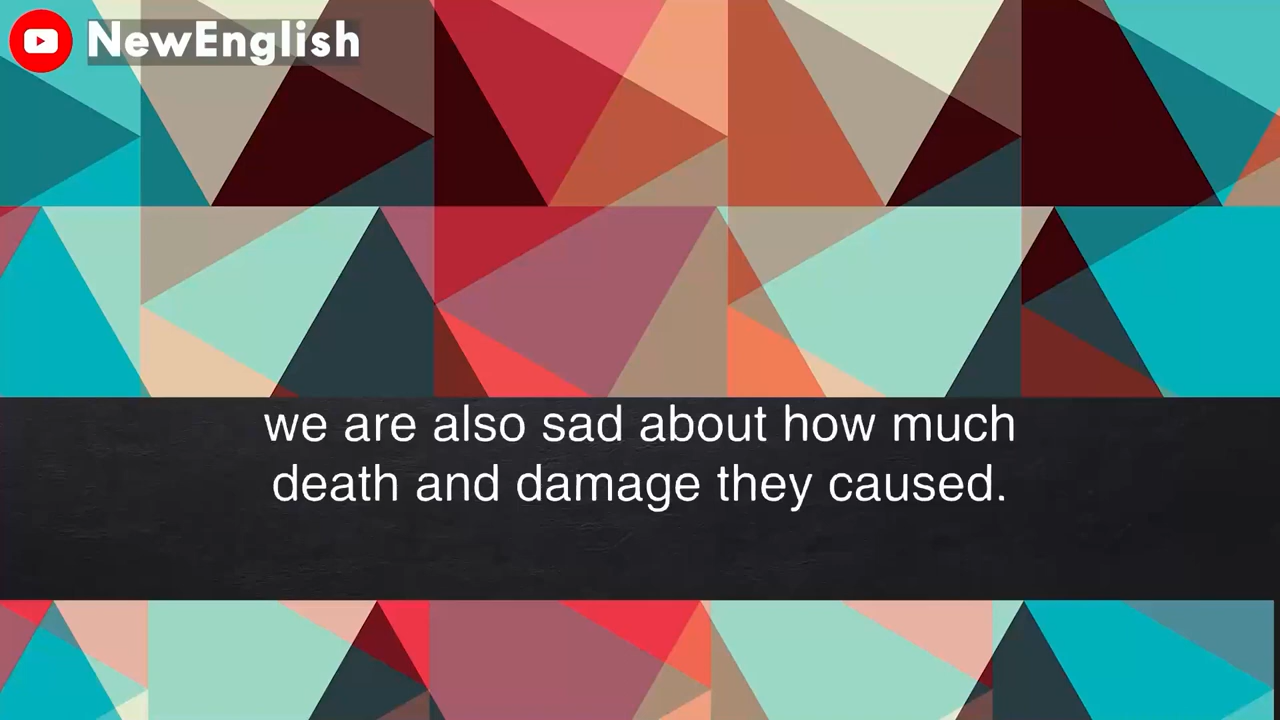 NewEnglish
we are also sad about how much
death and damage they caused.